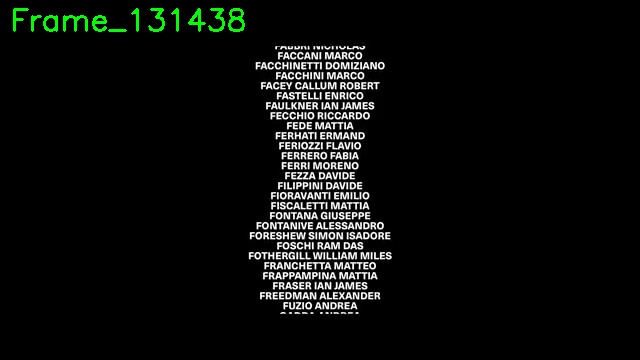 Frame_131438
FABBRI NICHOLAS
FACCANI MARCO
FACCHINETTI DOMIZIANO
FACCHINI MARCO
FACEY CALLUM ROBERT
FASTELLI ENRICO
FAULKNER IAN JAMES
FECCHIO RICCARDO
FEDE MATTIA
FERHATI ERMAND
FERIOZZI FLAVIO
FERRERO FABIA
FERRI MORENO
FEZZA DAVIDE
FILIPPINI DAVIDE
FIORAVANTI EMILIO
FISCALETTI MATTIA
FONTANA GIUSEPPE
FONTANIVE ALESSANDRO
FORESHEW SIMON ISADORE
FOSCHI RAM DAS
FOTHERGILL WILLIAM MILES
FRANCHETTA MATTEO
FRAPPAMPINA MATTIA
FRASER IAN JAMES
FREEDMAN ALEXANDER
FUZIO ANDREA